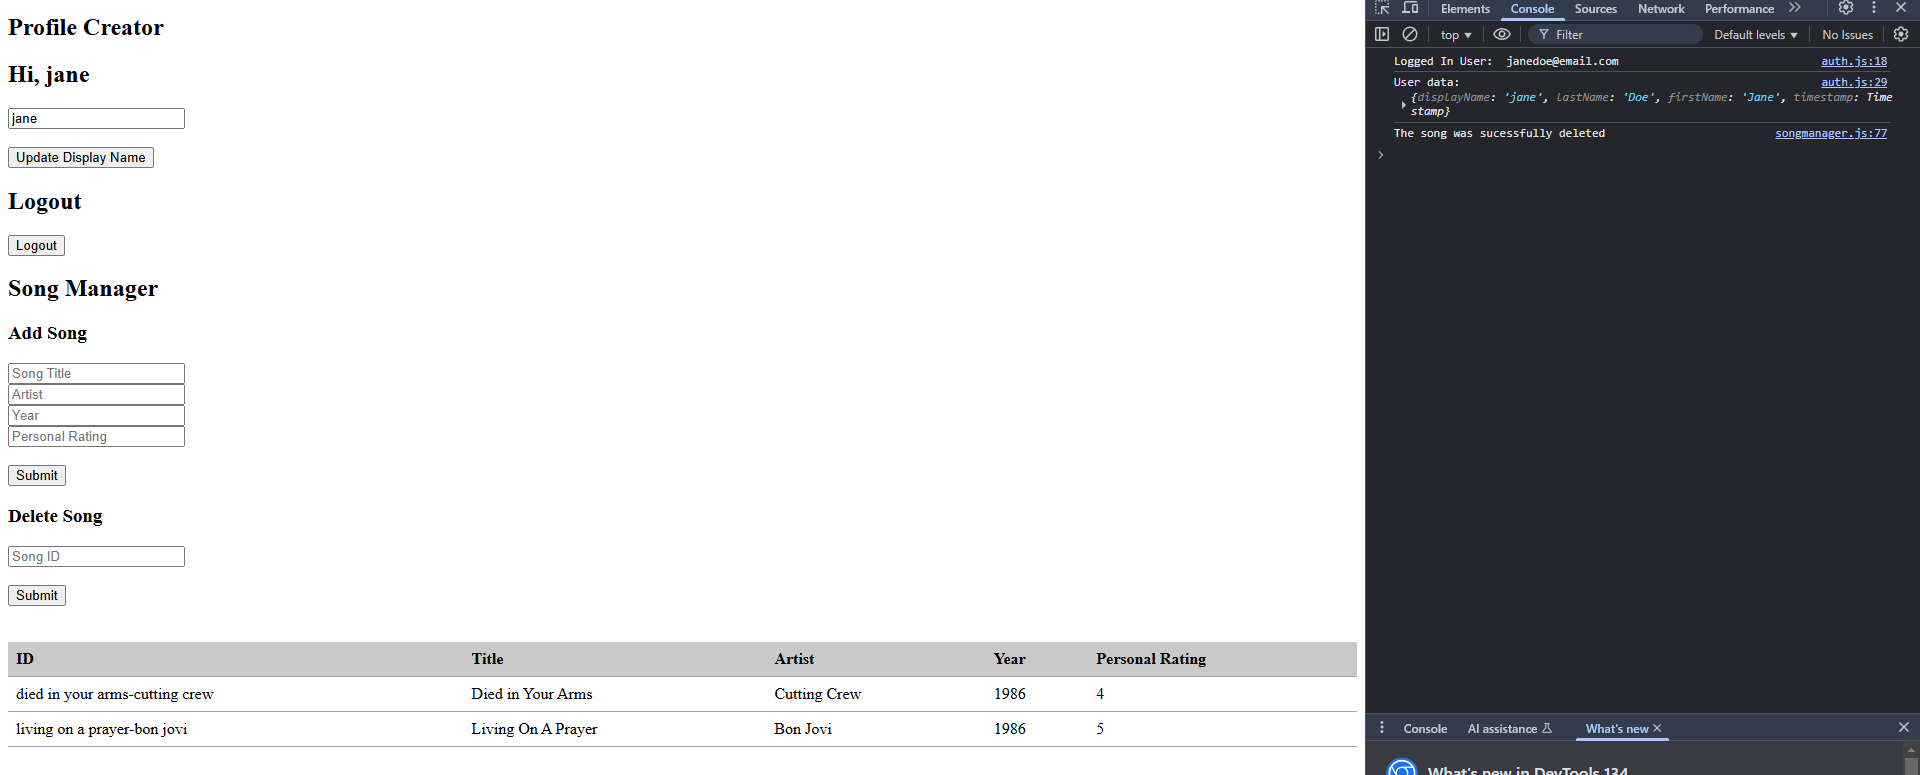 Profile Creator
Hi, jane
jane
Update Display Name
Logout
Logout
Song Manager
Add Song
Song Title
Artist
Year
Personal Rating
Submit
Delete Song
Song ID
Submit
ID Title Artist Year Personal Rating
died in your arms-cutting crew Died in Your Arms Cutting Crew 1986 4
living on a prayer-bon jovi Living On A Prayer Bon Jovi 1986 5
Elements Console Sources Network Performance
top Filter Default levels No Issues
Logged In User: janedoe@email.com auth.js:18
User data: auth.js:29
{displayName: 'jane', lastName: 'Doe', firstName: 'Jane', timestamp: Time
stamp}
The song was sucessfully deleted songmanager.js:77
Console AI assistance What's new
What's new in DevTools 134